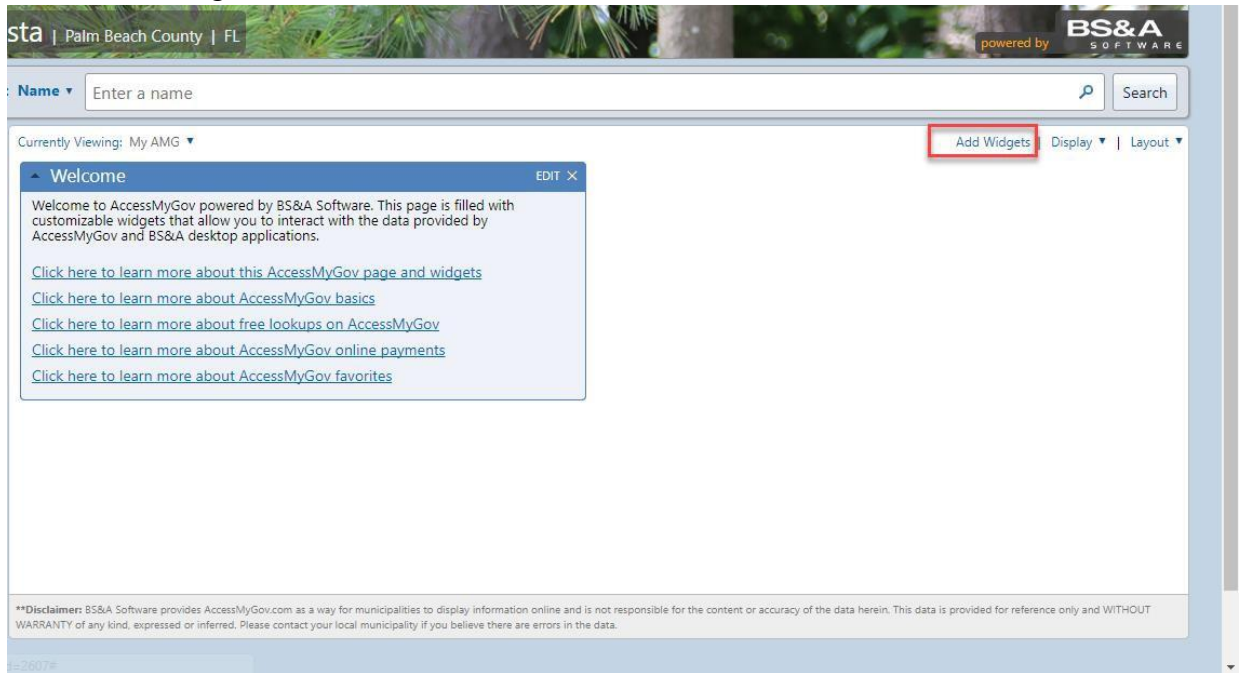 sta | Palm Beach County | FL
powered by BS&A
SOFTWARE
: Name ▾ Enter a name Search
Currently Viewing: My AMG ▼ Add Widgets | Display ▼ | Layout ▼
Welcome EDIT ×
Welcome to AccessMyGov powered by BS&A Software. This page is filled with
customizable widgets that allow you to interact with the data provided by
AccessMyGov and BS&A desktop applications.
Click here to learn more about this AccessMyGov page and widgets
Click here to learn more about AccessMyGov basics
Click here to learn more about free lookups on AccessMyGov
Click here to learn more about AccessMyGov online payments
Click here to learn more about AccessMyGov favorites
**Disclaimer: BS&A Software provides AccessMyGov.com as a way for municipalities to display information online and is not responsible for the content or accuracy of the data herein. This data is provided for reference only and WITHOUT
WARRANTY of any kind, expressed or inferred. Please contact your local municipality if you believe there are errors in the data.
d=2607#